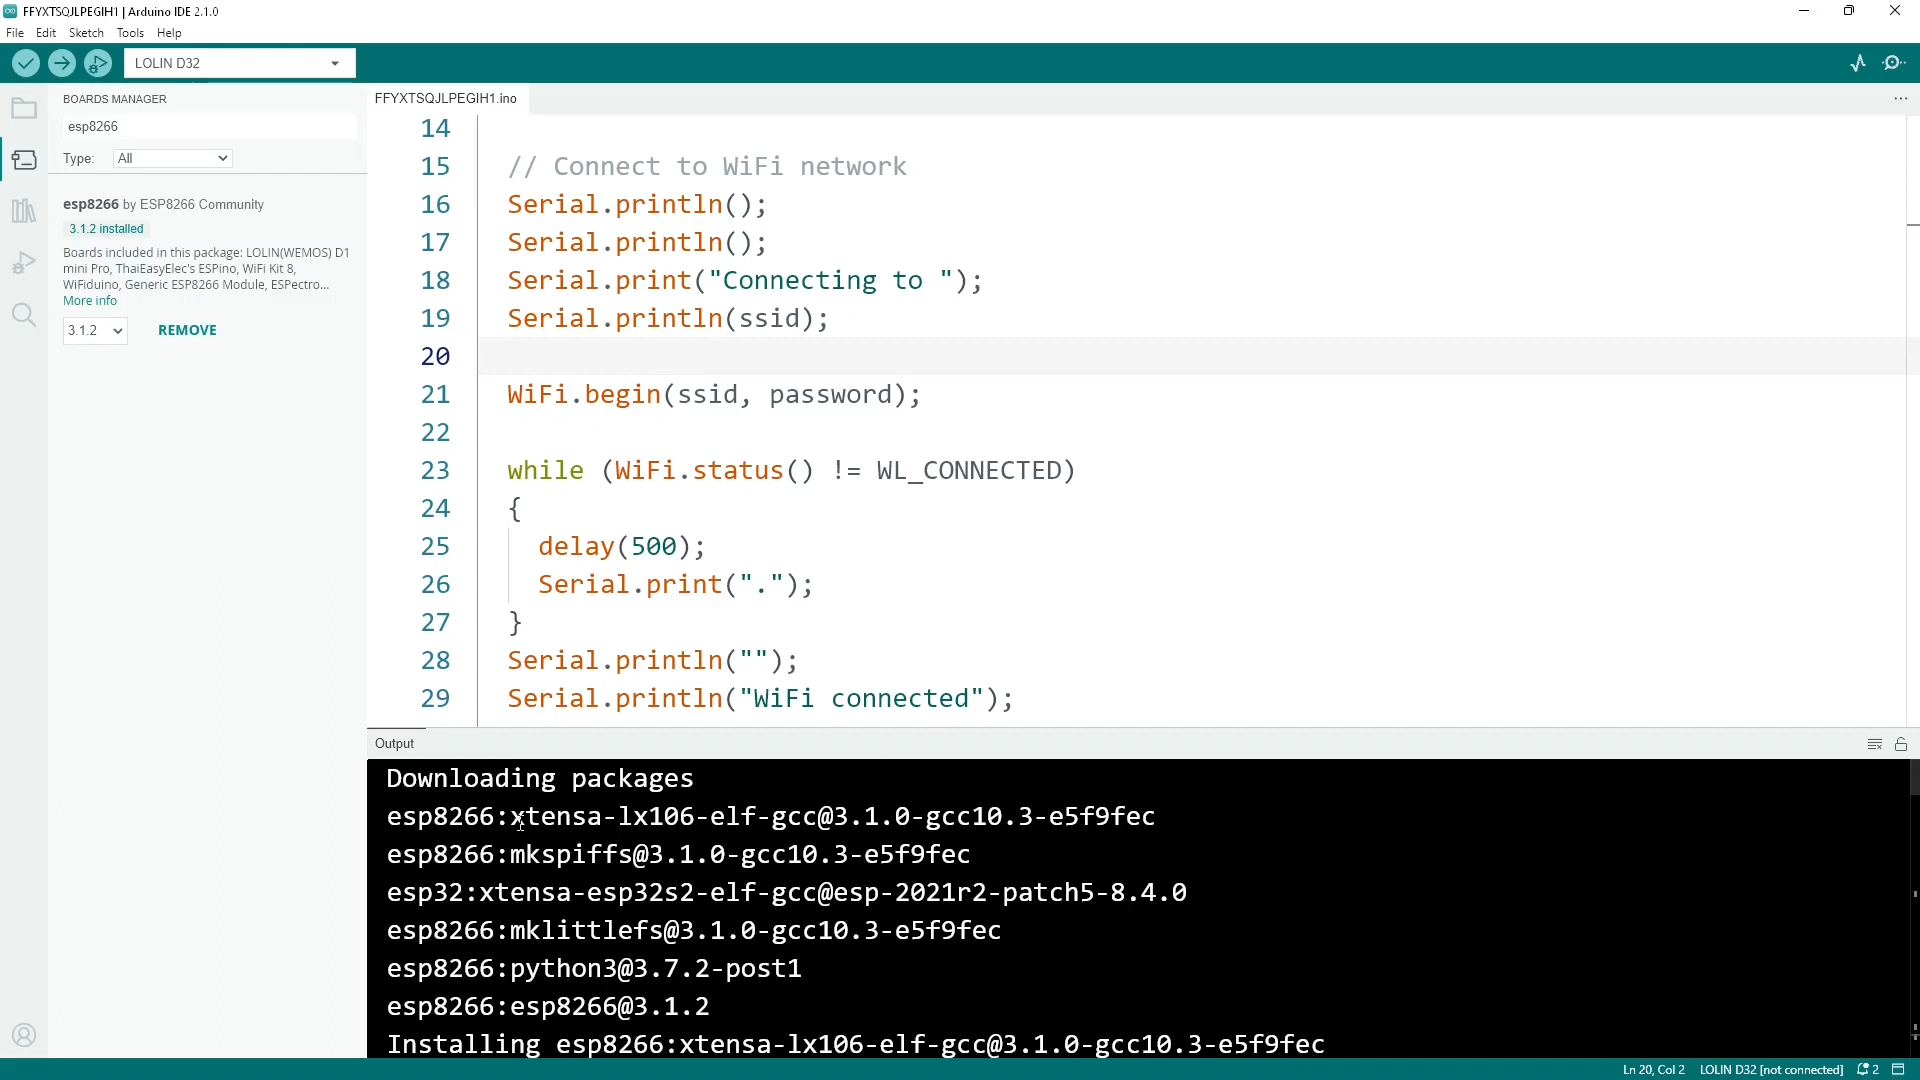 FFYXTSQJLPEGIH1 | Arduino IDE 2.1.0
File Edit Sketch Tools Help
LOLIN D32
BOARDS MANAGER
esp8266
Type: All
esp8266 by ESP8266 Community
3.1.2 installed
Boards included in this package: LOLIN(WEMOS) D1
mini Pro, ThaiEasyElec's ESPino, WiFi Kit 8,
WiFiduino, Generic ESP8266 Module, ESPectro...
More info
3.1.2 REMOVE
FFYXTSQJLPEGIH1.ino
14
15 // Connect to WiFi network
16 Serial.println();
17 Serial.println();
18 Serial.print("Connecting to ");
19 Serial.println(ssid);
20
21 WiFi.begin(ssid, password);
22
23 while (WiFi.status() != WL_CONNECTED)
24 {
25 delay(500);
26 Serial.print(".");
27 }
28 Serial.println("");
29 Serial.println("WiFi connected");
Output
Downloading packages
esp8266:xtensa-lx106-elf-gcc@3.1.0-gcc10.3-e5f9fec
esp8266:mkspiffs@3.1.0-gcc10.3-e5f9fec
esp32:xtensa-esp32s2-elf-gcc@esp-2021r2-patch5-8.4.0
esp8266:mklittlefs@3.1.0-gcc10.3-e5f9fec
esp8266:python3@3.7.2-post1
esp8266:esp8266@3.1.2
Installing esp8266:xtensa-lx106-elf-gcc@3.1.0-gcc10.3-e5f9fec
Ln 20, Col 2 LOLIN D32 [not connected] 2